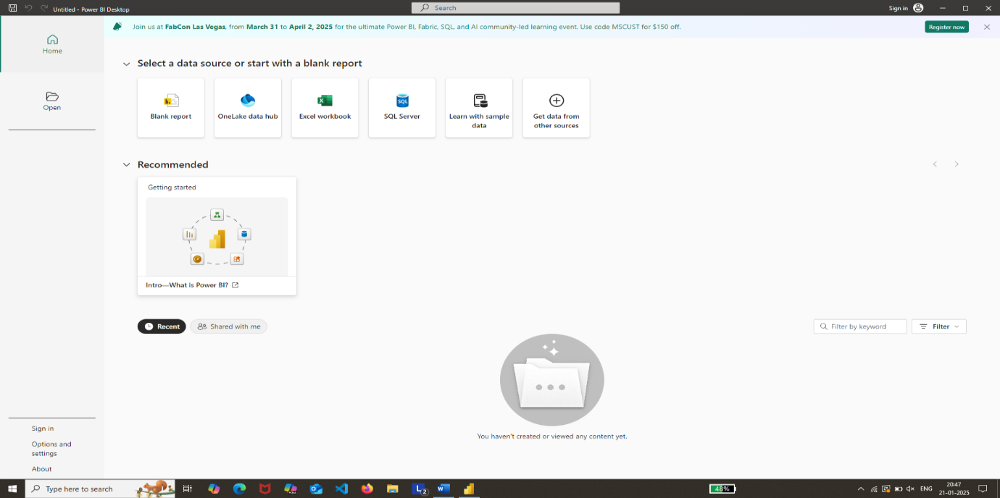 Untitled - Power BI Desktop
Search
Sign in
Join us at FabCon Las Vegas, from March 31 to April 2, 2025 for the ultimate Power BI, Fabric, SQL, and AI community-led learning event. Use code MSCUST for $150 off.
Register now
Home
Open
Select a data source or start with a blank report
Blank report
OneLake data hub
Excel workbook
SQL
SQL Server
Learn with sample
data
Get data from
other sources
Recommended
Getting started
Intro—What is Power BI?
Recent
Shared with me
Filter by keyword
Filter
You haven't created or viewed any content yet.
Sign in
Options and
settings
About
Type here to search
L 2
W
48%
ENG
20:47
21-01-2025